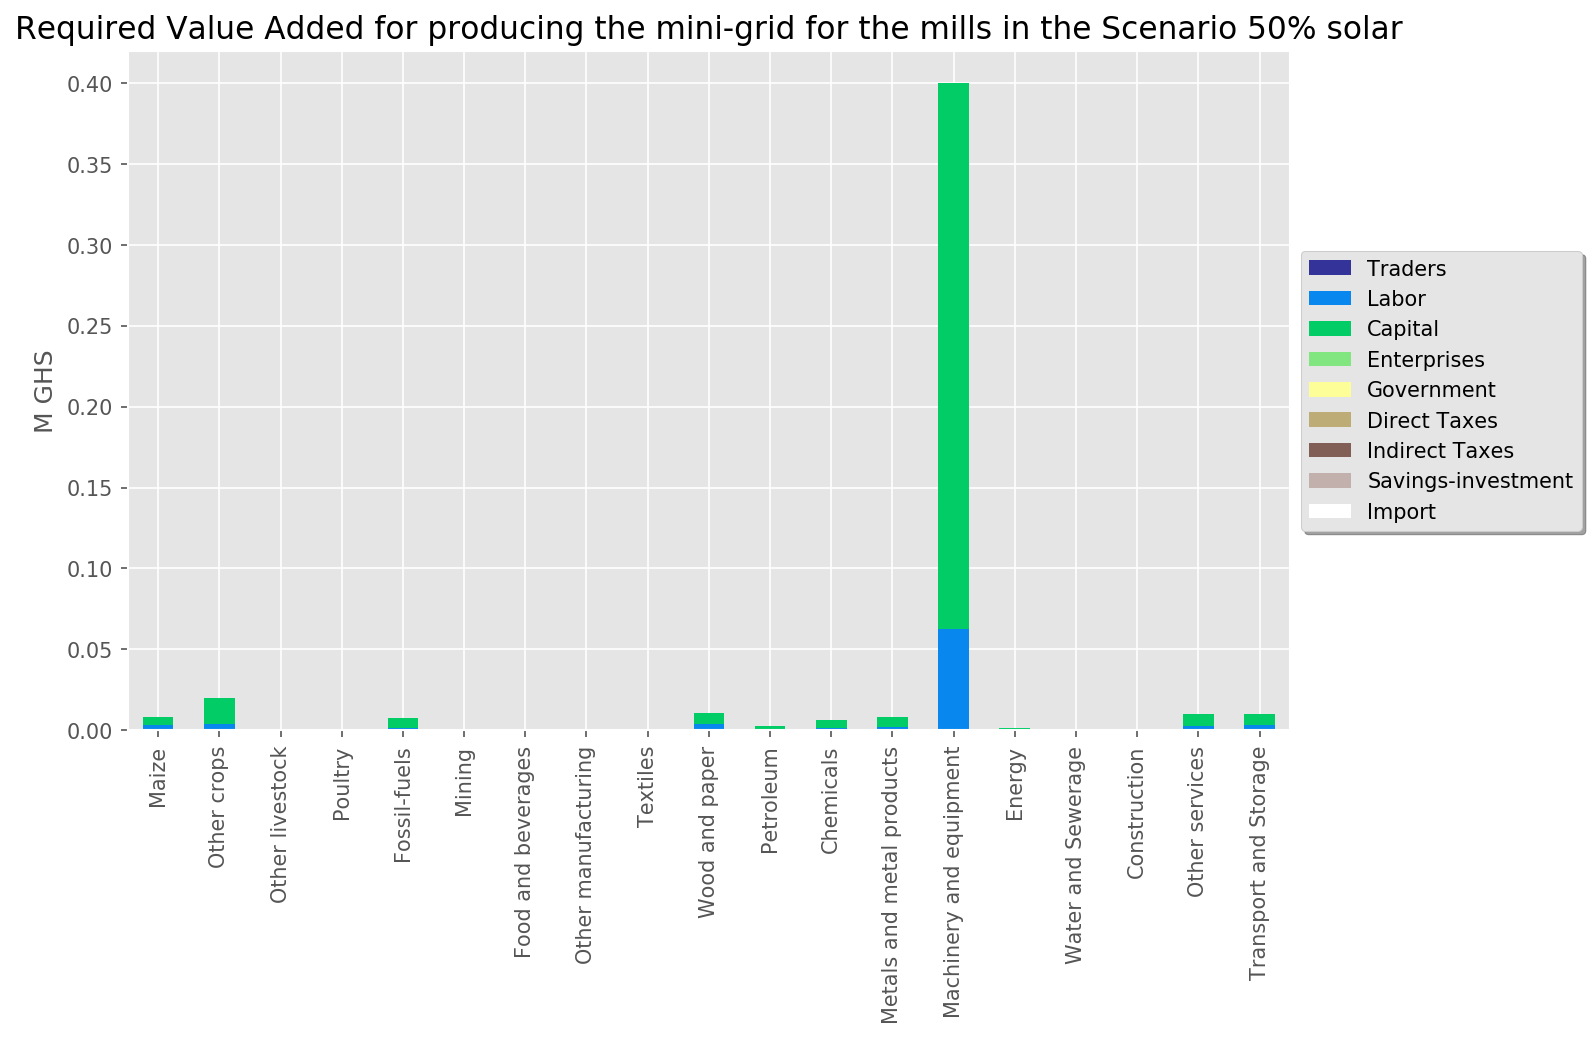 Required Value Added for producing the mini-grid for the mills in the Scenario 50% solar
M GHS
0.40
0.35
0.30
0.25
0.20
0.15
0.10
0.05
0.00
Maize
Other crops
Other livestock
Poultry
Fossil-fuels
Mining
Food and beverages
Other manufacturing
Textiles
Wood and paper
Petroleum
Chemicals
Metals and metal products
Machinery and equipment
Energy
Water and Sewerage
Construction
Other services
Transport and Storage
Traders
Labor
Capital
Enterprises
Government
Direct Taxes
Indirect Taxes
Savings-investment
Import